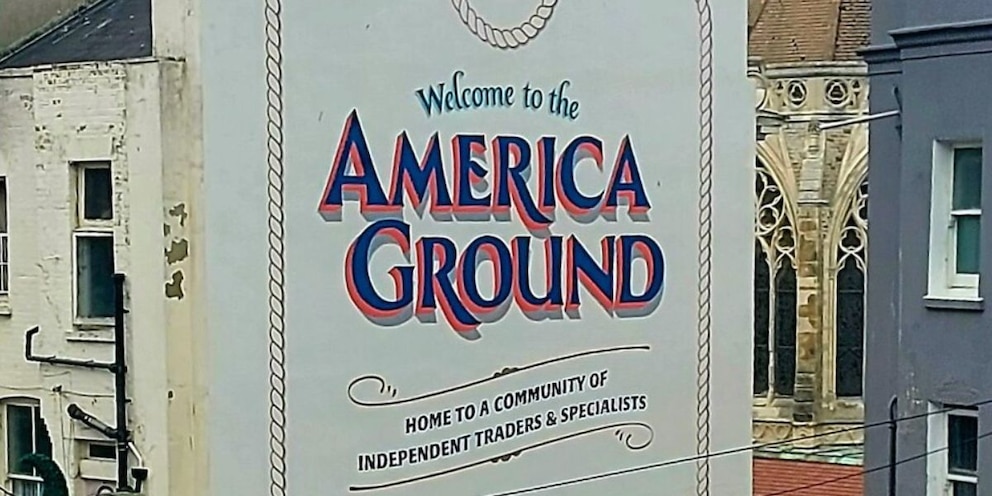 Welcome to the
AMERICA
GROUND
HOME TO A COMMUNITY OF
INDEPENDENT TRADERS & SPECIALISTS